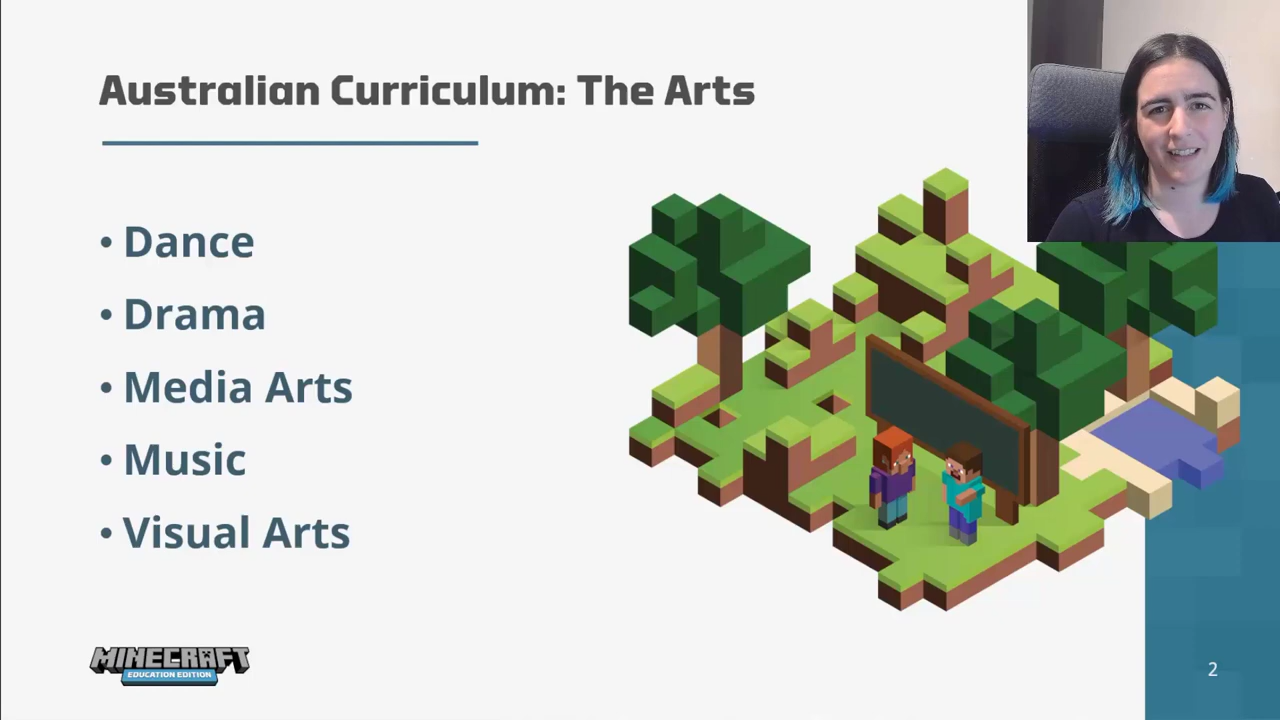 Australian Curriculum: The Arts
• Dance
• Drama
• Media Arts
• Music
• Visual Arts
MINECRAFT
EDUCATION EDITION
2